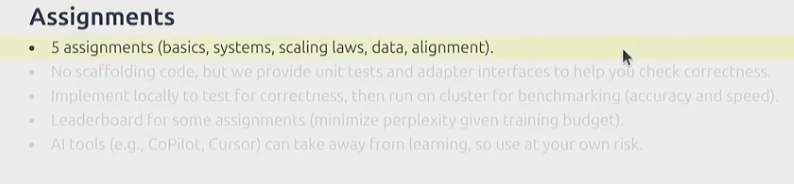 Assignments
• 5 assignments (basics, systems, scaling laws, data, alignment).
• No scaffolding code, but we provide unit tests and adapter interfaces to help you check correctness.
• Implement locally to test for correctness, then run on cluster for benchmarking (accuracy and speed).
• Leaderboard for some assignments (minimize perplexity given training budget).
• AI tools (e.g., CoPilot, Cursor) can take away from learning, so use at your own risk.